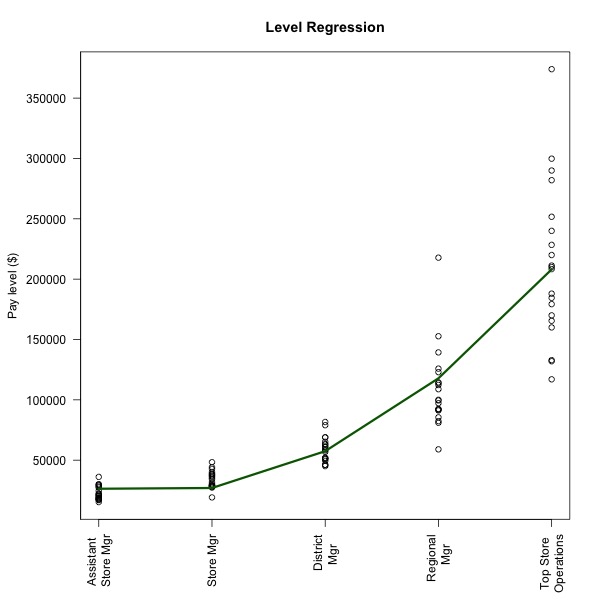 Level Regression
350000
300000
250000
200000
150000
100000
50000
Pay level ($)
Assistant
Store Mgr
Store Mgr
District
Mgr
Regional
Mgr
Top Store
Operations